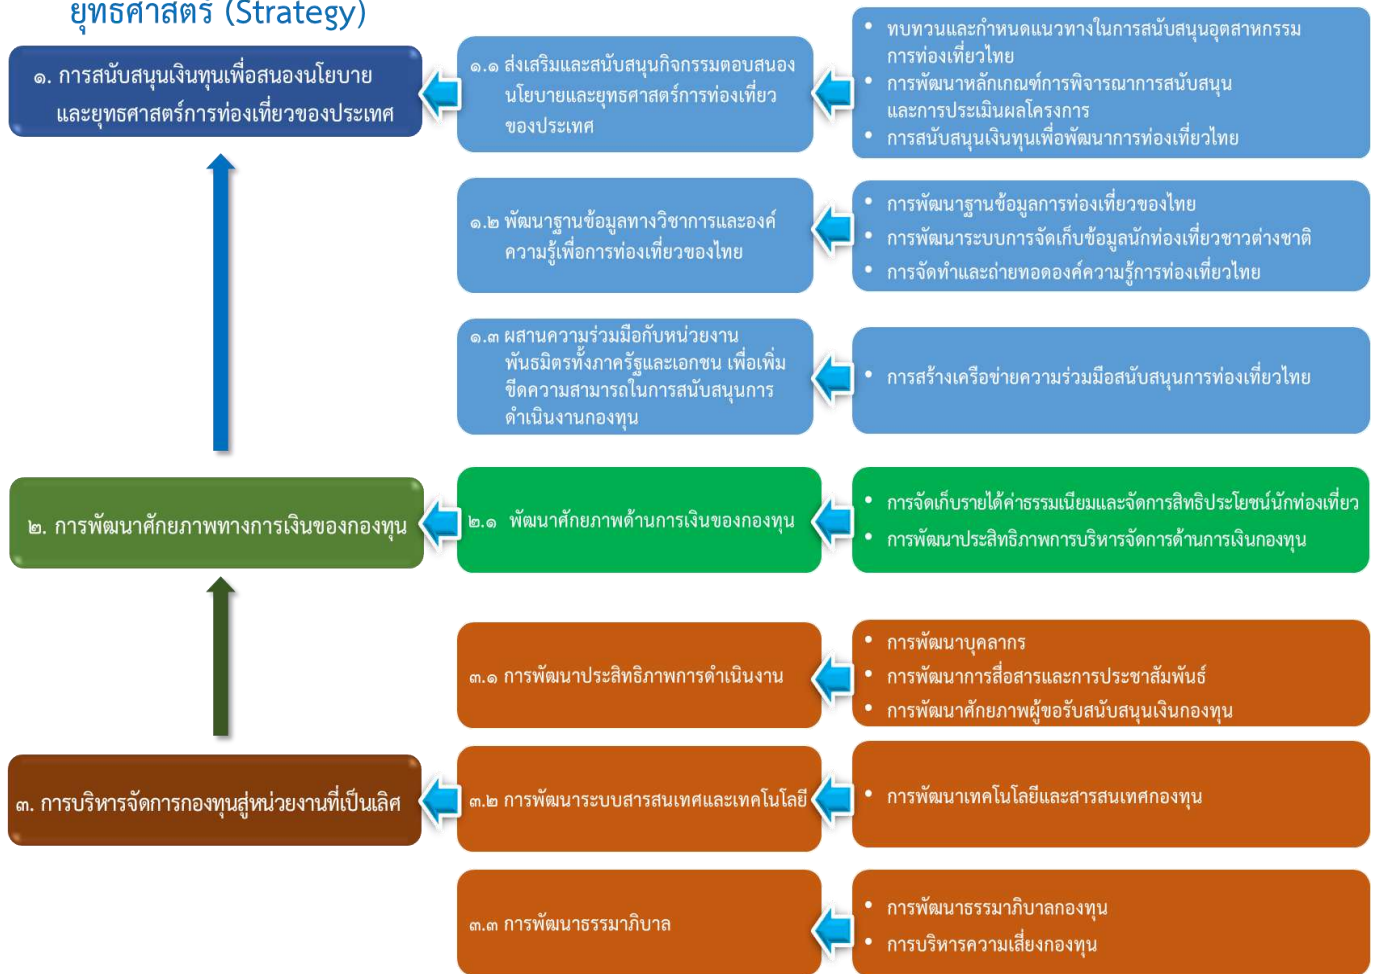 ยุทธศาสตร์ (Strategy)
๑. การสนับสนุนเงินทุนเพื่อสนองนโยบาย
และยุทธศาสตร์การท่องเที่ยวของประเทศ
๑.๑ ส่งเสริมและสนับสนุนกิจกรรมตอบสนอง
นโยบายและยุทธศาสตร์การท่องเที่ยว
ของประเทศ
• ทบทวนและกำหนดแนวทางในการสนับสนุนอุตสาหกรรม
การท่องเที่ยวไทย
• การพัฒนาหลักเกณฑ์การพิจารณาการสนับสนุน
และการประเมินผลโครงการ
• การสนับสนุนเงินทุนเพื่อพัฒนาการท่องเที่ยวไทย
๑.๒ พัฒนาฐานข้อมูลทางวิชาการและองค์
ความรู้เพื่อการท่องเที่ยวของไทย
• การพัฒนาฐานข้อมูลการท่องเที่ยวของไทย
• การพัฒนาระบบการจัดเก็บข้อมูลนักท่องเที่ยวชาวต่างชาติ
• การจัดทำและถ่ายทอดองค์ความรู้การท่องเที่ยวไทย
๑.๓ ผสานความร่วมมือกับหน่วยงาน
พันธมิตรทั้งภาครัฐและเอกชน เพื่อเพิ่ม
ขีดความสามารถในการสนับสนุนการ
ดำเนินงานกองทุน
• การสร้างเครือข่ายความร่วมมือสนับสนุนการท่องเที่ยวไทย
๒. การพัฒนาศักยภาพทางการเงินของกองทุน
๒.๑ พัฒนาศักยภาพด้านการเงินของกองทุน
• การจัดเก็บรายได้ค่าธรรมเนียมและจัดการสิทธิประโยชน์นักท่องเที่ยว
• การพัฒนาประสิทธิภาพการบริหารจัดการด้านการเงินกองทุน
๓. การบริหารจัดการกองทุนสู่หน่วยงานที่เป็นเลิศ
๓.๑ การพัฒนาประสิทธิภาพการดำเนินงาน
• การพัฒนาบุคลากร
• การพัฒนาการสื่อสารและการประชาสัมพันธ์
• การพัฒนาศักยภาพผู้ขอรับสนับสนุนเงินกองทุน
๓.๒ การพัฒนาระบบสารสนเทศและเทคโนโลยี
• การพัฒนาเทคโนโลยีและสารสนเทศกองทุน
๓.๓ การพัฒนาธรรมาภิบาล
• การพัฒนาธรรมาภิบาลกองทุน
• การบริหารความเสี่ยงกองทุน